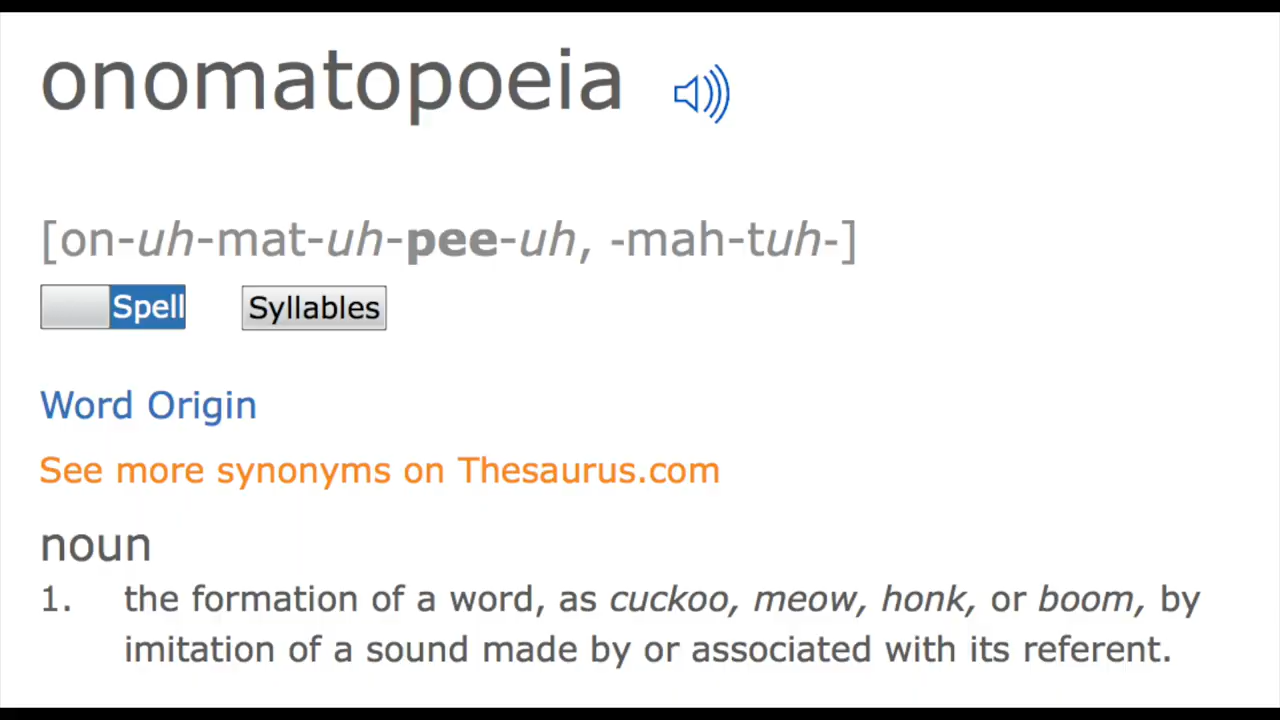 onomatopoeia
[on-uh-mat-uh-pee-uh, -mah-tuh-]
Spell Syllables
Word Origin
See more synonyms on Thesaurus.com
noun
1. the formation of a word, as cuckoo, meow, honk, or boom, by
imitation of a sound made by or associated with its referent.